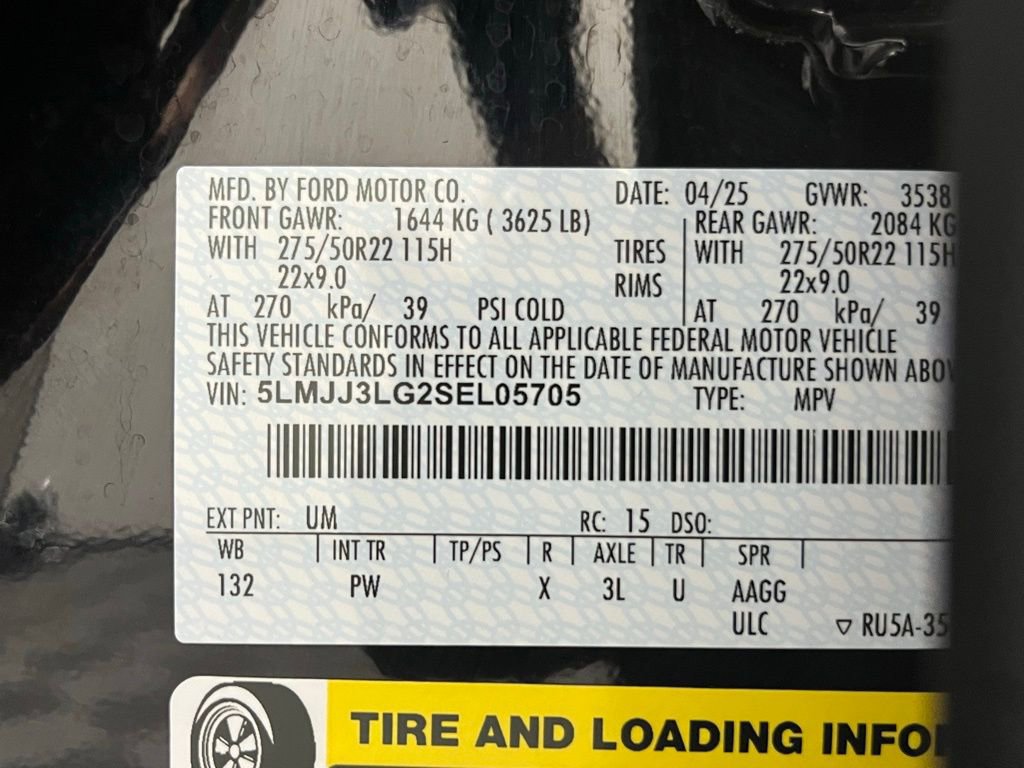 MFD. BY FORD MOTOR CO. DATE: 04/25 GVWR: 3538
FRONT GAWR: 1644 KG ( 3625 LB) REAR GAWR: 2084 KG
WITH 275/50R22 115H TIRES WITH 275/50R22 115H
22x9.0 RIMS 22x9.0
AT 270 kPa/ 39 PSI COLD AT 270 kPa/ 39
THIS VEHICLE CONFORMS TO ALL APPLICABLE FEDERAL MOTOR VEHICLE
SAFETY STANDARDS IN EFFECT ON THE DATE OF MANUFACTURE SHOWN ABOV
VIN: 5LMJJ3LG2SEL05705 TYPE: MPV
EXT PNT: UM RC: 15 DSO:
WB INT TR TP/PS R AXLE TR SPR
132 PW X 3L U AAGG
ULC ▽ RU5A-35
TIRE AND LOADING INFO